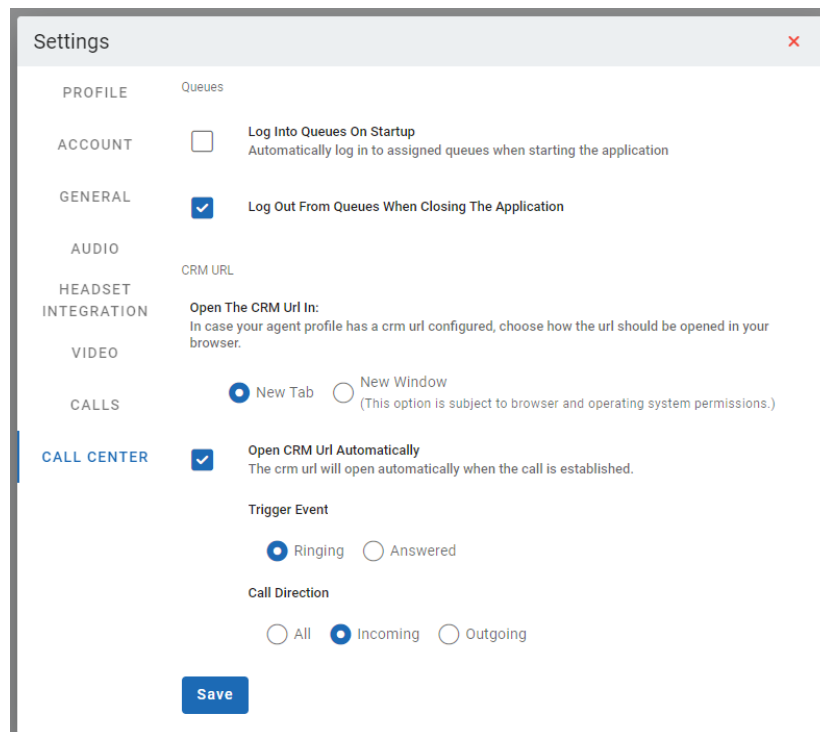 Settings
PROFILE
ACCOUNT
GENERAL
AUDIO
HEADSET
INTEGRATION
VIDEO
CALLS
CALL CENTER
Queues
Log Into Queues On Startup
Automatically log in to assigned queues when starting the application
Log Out From Queues When Closing The Application
CRM URL
Open The CRM Url In:
In case your agent profile has a crm url configured, choose how the url should be opened in your
browser.
New Tab
New Window
(This option is subject to browser and operating system permissions.)
Open CRM Url Automatically
The crm url will open automatically when the call is established.
Trigger Event
Ringing Answered
Call Direction
All Incoming Outgoing
Save